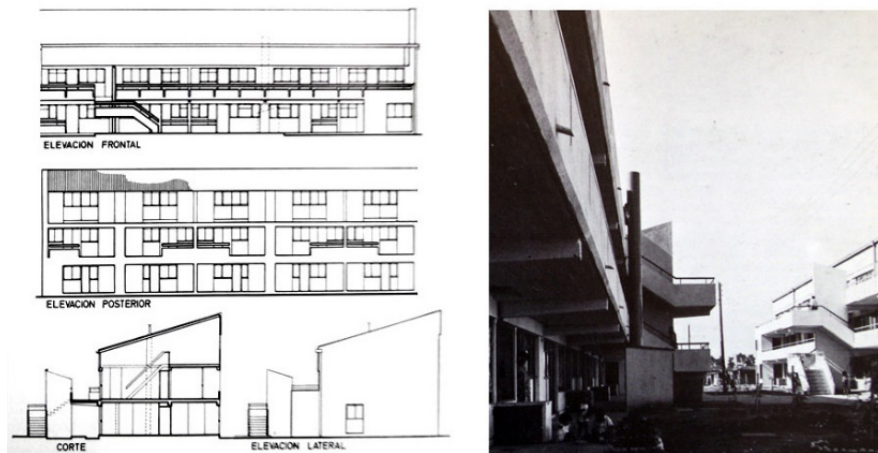 ELEVACION FRONTAL
ELEVACION POSTERIOR
CORTE
ELEVACION LATERAL